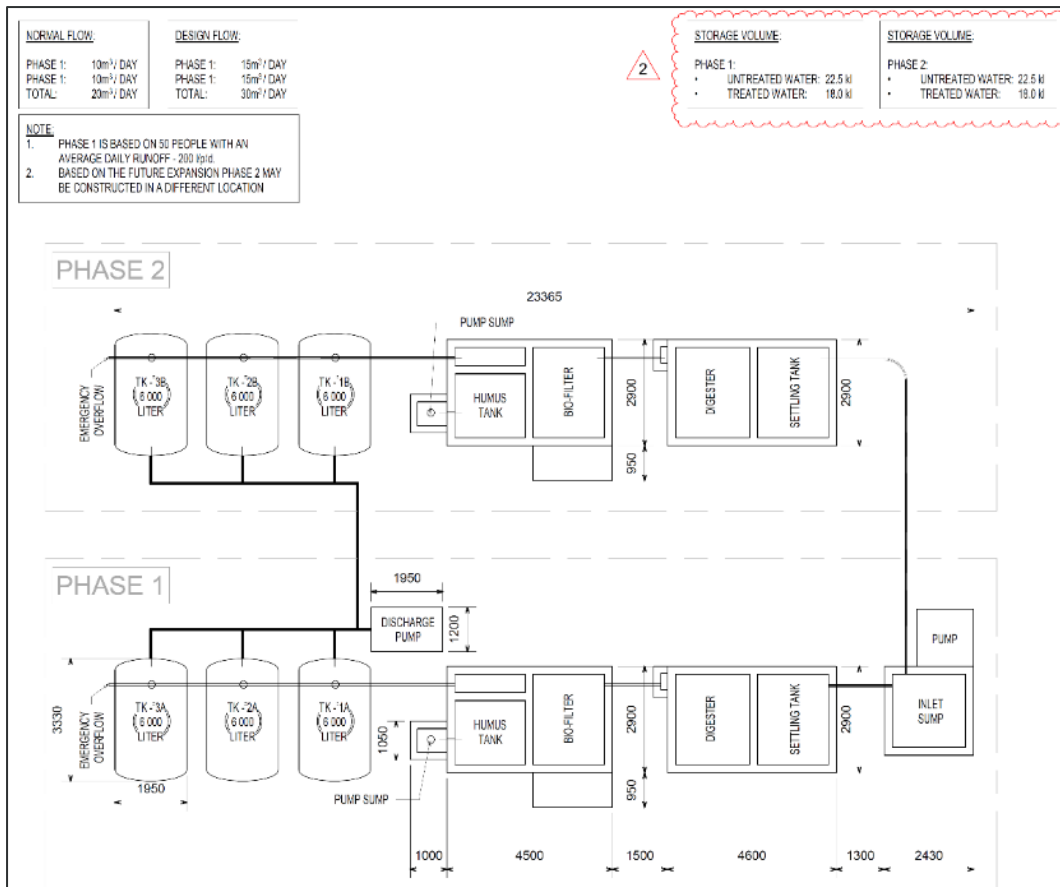 NORMAL FLOW:
PHASE 1: 10m³/ DAY
PHASE 1: 10m³/ DAY
TOTAL: 20m³/ DAY
DESIGN FLOW:
PHASE 1: 15m³/ DAY
PHASE 1: 15m³/ DAY
TOTAL: 30m³/ DAY
2
STORAGE VOLUME:
PHASE 1:
• UNTREATED WATER: 22.5 kl
• TREATED WATER: 18.0 kl
STORAGE VOLUME:
PHASE 2:
• UNTREATED WATER: 22.5 kl
• TREATED WATER: 18.0 kl
NOTE:
1. PHASE 1 IS BASED ON 50 PEOPLE WITH AN
AVERAGE DAILY RUNOFF - 200 l/p/d.
2. BASED ON THE FUTURE EXPANSION PHASE 2 MAY
BE CONSTRUCTED IN A DIFFERENT LOCATION
PHASE 2
23365
PUMP SUMP
EMERGENCY
OVERFLOW
TK -˝3B
6 000
LITER
TK -˝2B
6 000
LITER
TK -˝1B
6 000
LITER
HUMUS
TANK
BIO-FILTER
2900
950
DIGESTER
SETTLING TANK
2900
PHASE 1
1950
DISCHARGE
PUMP
1200
PUMP
3330
EMERGENCY
OVERFLOW
TK -˝3A
6 000
LITER
TK -˝2A
6 000
LITER
TK -˝1A
6 000
LITER
1050
HUMUS
TANK
BIO-FILTER
2900
950
DIGESTER
SETTLING TANK
2900
INLET
SUMP
1950
PUMP SUMP
1000
4500
1500
4600
1300
2430